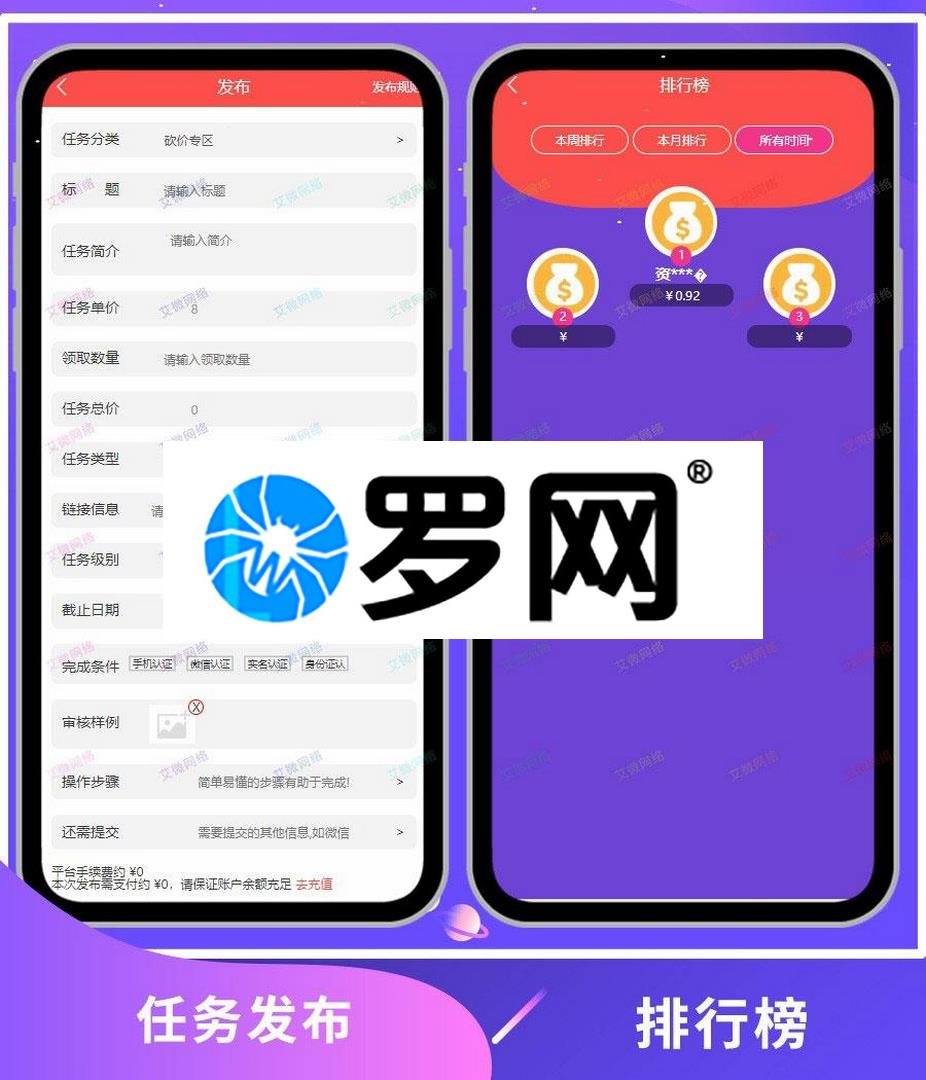 发布
发布规则
任务分类 砍价专区 >
标 题 请输入标题
任务简介 请输入简介
任务单价 8
领取数量 请输入领取数量
任务总价 0
任务类型
链接信息 请
任务级别
截止日期
完成条件 手机认证 微信认证 实名认证 身份证认
审核样例 X
操作步骤 简单易懂的步骤有助于完成! >
还需提交 需要提交的其他信息,如微信 >
平台手续费约 ¥0
本次发布需支付约 ¥0，请保证账户余额充足 去充值
排行榜
本周排行 本月排行 所有时间
1
资***�
¥0.92
2
¥
3
¥
罗网®
艾微网络
任务发布
排行榜